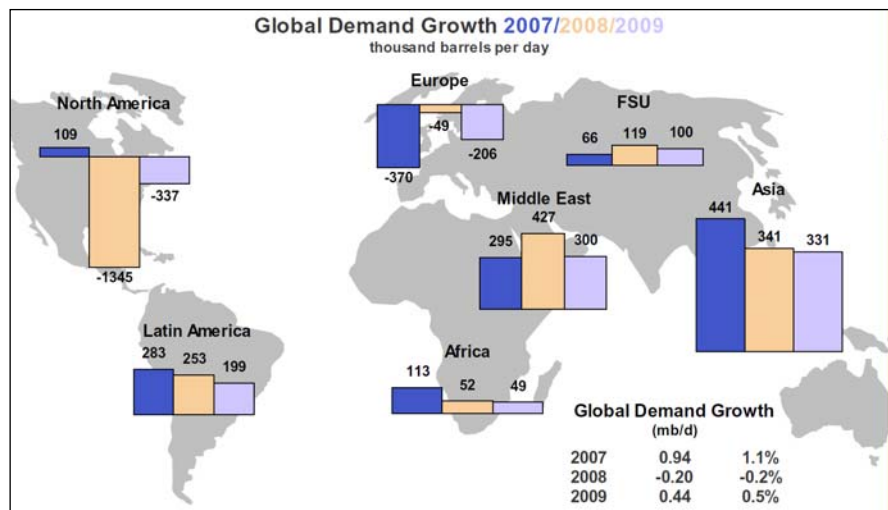 Global Demand Growth 2007/2008/2009
thousand barrels per day
North America
109
-1345
-337
Europe
-370
-49
-206
FSU
66
119
100
Middle East
295
427
300
Asia
441
341
331
Latin America
283
253
199
Africa
113
52
49
Global Demand Growth
(mb/d)
2007 0.94 1.1%
2008 -0.20 -0.2%
2009 0.44 0.5%